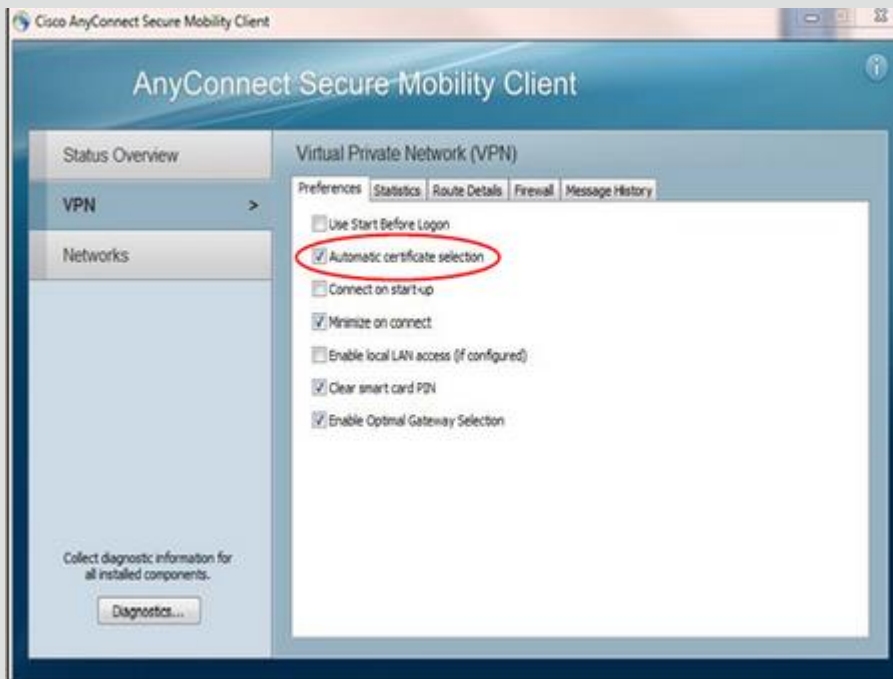 Cisco AnyConnect Secure Mobility Client
AnyConnect Secure Mobility Client
Status Overview
VPN >
Networks
Collect diagnostic information for
all installed components.
Diagnostics...
Virtual Private Network (VPN)
Preferences Statistics Route Details Firewall Message History
Use Start Before Logon
Automatic certificate selection
Connect on start-up
Minimize on connect
Enable local LAN access (if configured)
Clear smart card PIN
Enable Optimal Gateway Selection